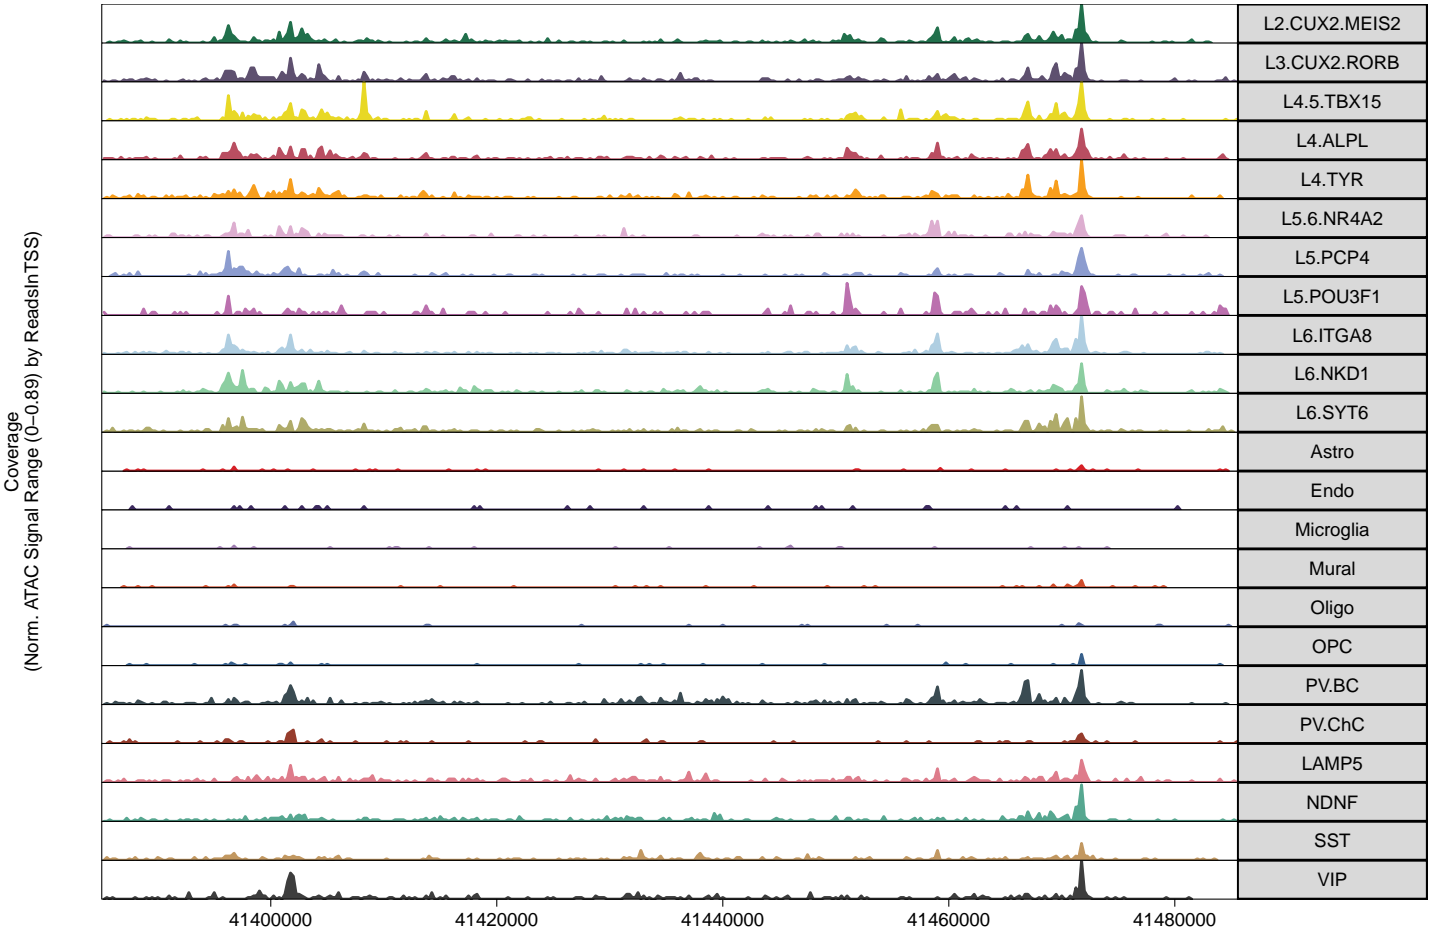 Coverage
(Norm. ATAC Signal Range (0–0.89) by ReadsInTSS)
L2.CUX2.MEIS2
L3.CUX2.RORB
L4.5.TBX15
L4.ALPL
L4.TYR
L5.6.NR4A2
L5.PCP4
L5.POU3F1
L6.ITGA8
L6.NKD1
L6.SYT6
Astro
Endo
Microglia
Mural
Oligo
OPC
PV.BC
PV.ChC
LAMP5
NDNF
SST
VIP
41400000 41420000 41440000 41460000 41480000